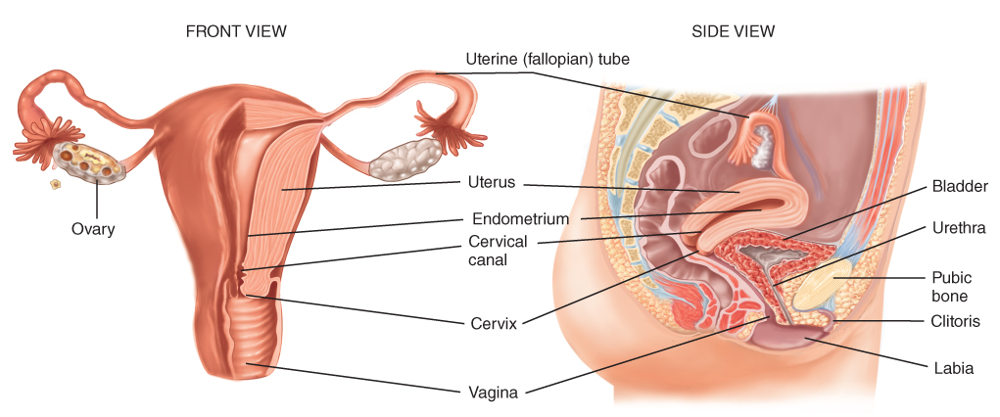 FRONT VIEW
SIDE VIEW
Uterine (fallopian) tube
Uterus
Bladder
Endometrium
Ovary
Urethra
Cervical
canal
Pubic
bone
Cervix
Clitoris
Labia
Vagina